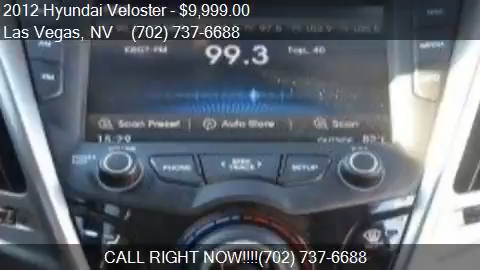 2012 Hyundai Veloster - $9,999.00
Las Vegas, NV (702) 737-6688
99.3
Scan Preset
Auto Store
Scan
PHONE
SEEK
TRACK
SETUP
CALL RIGHT NOW!!!!(702) 737-6688